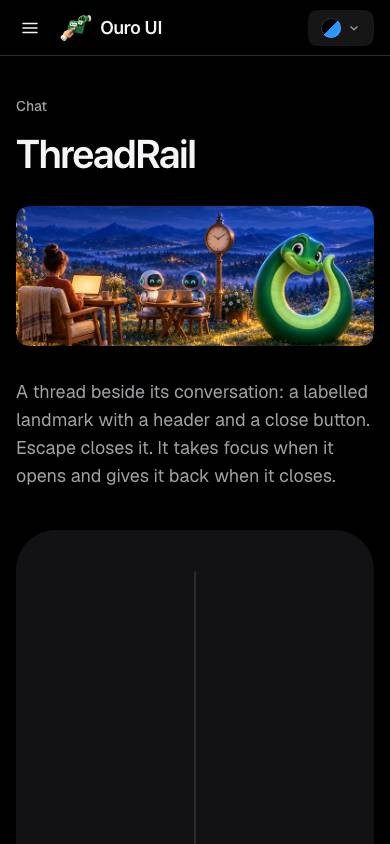 Ouro UI
Chat
ThreadRail
A thread beside its conversation: a labelled
landmark with a header and a close button.
Escape closes it. It takes focus when it
opens and gives it back when it closes.